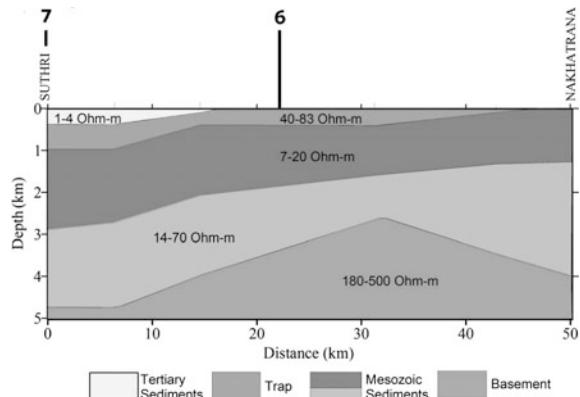 7
6
SUTHRI
NAKHATRANA
0
1-4 Ohm-m
40-83 Ohm-m
1
7-20 Ohm-m
2
Depth (km)
3
14-70 Ohm-m
4
180-500 Ohm-m
5
0 10 20 30 40 50
Distance (km)
Tertiary Sediments
Trap
Mesozoic Sediments
Basement